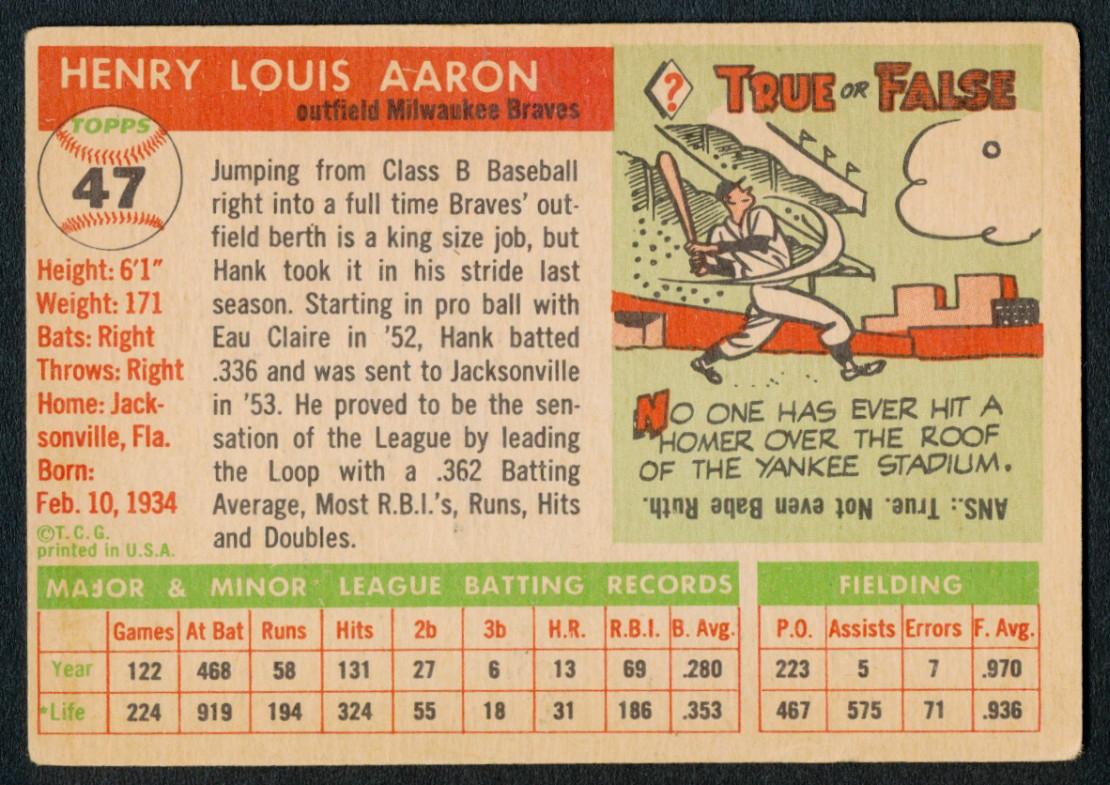 HENRY LOUIS AARON
outfield Milwaukee Braves
TOPPS
47
Height: 6'1"
Weight: 171
Bats: Right
Throws: Right
Home: Jack-
sonville, Fla.
Born:
Feb. 10, 1934
©T. C. G.
printed in U.S.A.
Jumping from Class B Baseball
right into a full time Braves' out-
field berth is a king size job, but
Hank took it in his stride last
season. Starting in pro ball with
Eau Claire in '52, Hank batted
.336 and was sent to Jacksonville
in '53. He proved to be the sen-
sation of the League by leading
the Loop with a .362 Batting
Average, Most R.B.I.'s, Runs, Hits
and Doubles.
? TRUE OR FALSE
NO ONE HAS EVER HIT A
HOMER OVER THE ROOF
OF THE YANKEE STADIUM.
ANS.: True. Not even Babe Ruth.
MAJOR & MINOR LEAGUE BATTING RECORDS
Games At Bat Runs Hits 2b 3b H.R. R.B.I. B. Avg.
Year 122 468 58 131 27 6 13 69 .280
*Life 224 919 194 324 55 18 31 186 .353
FIELDING
P.O. Assists Errors F. Avg.
223 5 7 .970
467 575 71 .936